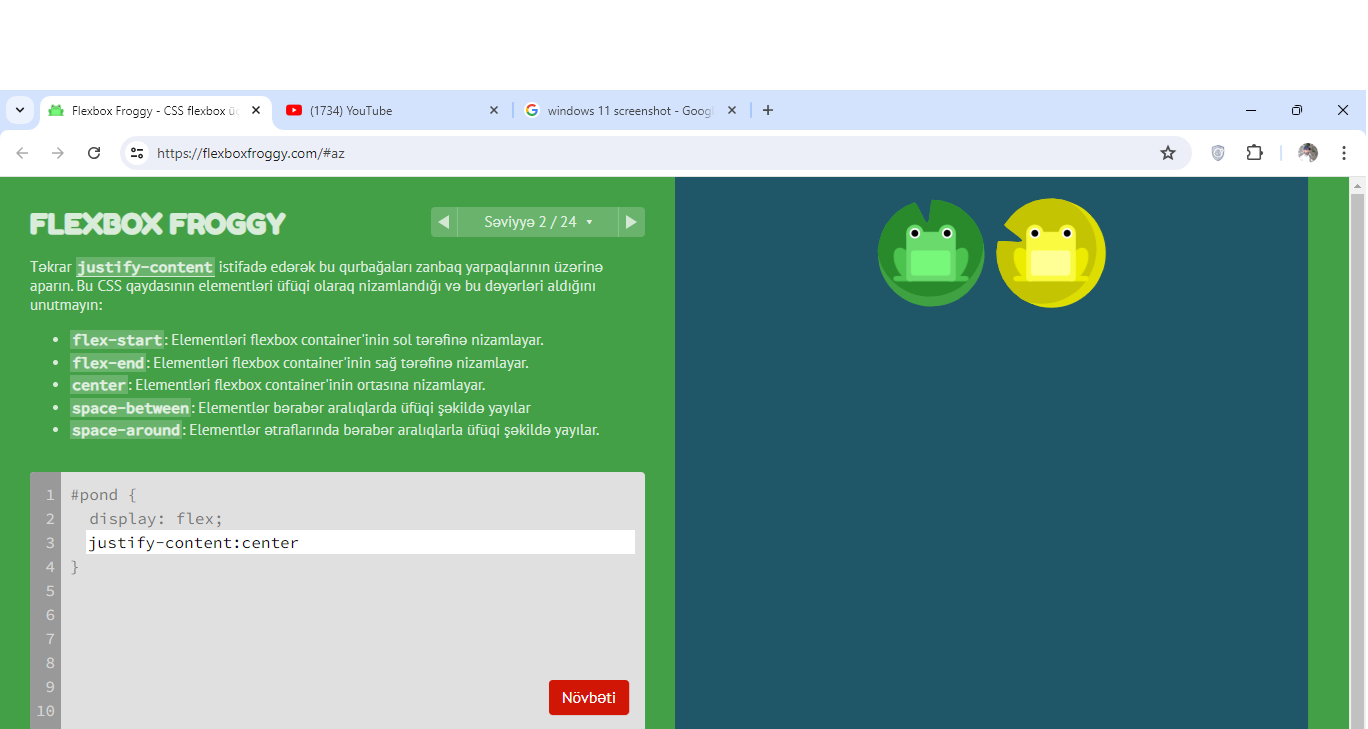 Flexbox Froggy - CSS flexbox üç
(1734) YouTube
windows 11 screenshot - Goog
https://flexboxfroggy.com/#az
FLEXBOX FROGGY
Səviyyə 2 / 24
Təkrar justify-content istifadə edərək bu qurbağaları zanbaq yarpaqlarının üzərinə
aparın. Bu CSS qaydasının elementləri üfüqi olaraq nizamlandığı və bu dəyərləri aldığını
unutmayın:
flex-start: Elementləri flexbox container'inin sol tərəfinə nizamlayar.
flex-end: Elementləri flexbox container'inin sağ tərəfinə nizamlayar.
center: Elementləri flexbox container'inin ortasına nizamlayar.
space-between: Elementlər bərabər aralıqlarda üfüqi şəkildə yayılar
space-around: Elementlər ətraflarında bərabər aralıqlarla üfüqi şəkildə yayılar.
1 #pond {
2 display: flex;
3 justify-content:center
4 }
5
6
7
8
9
10
Növbəti